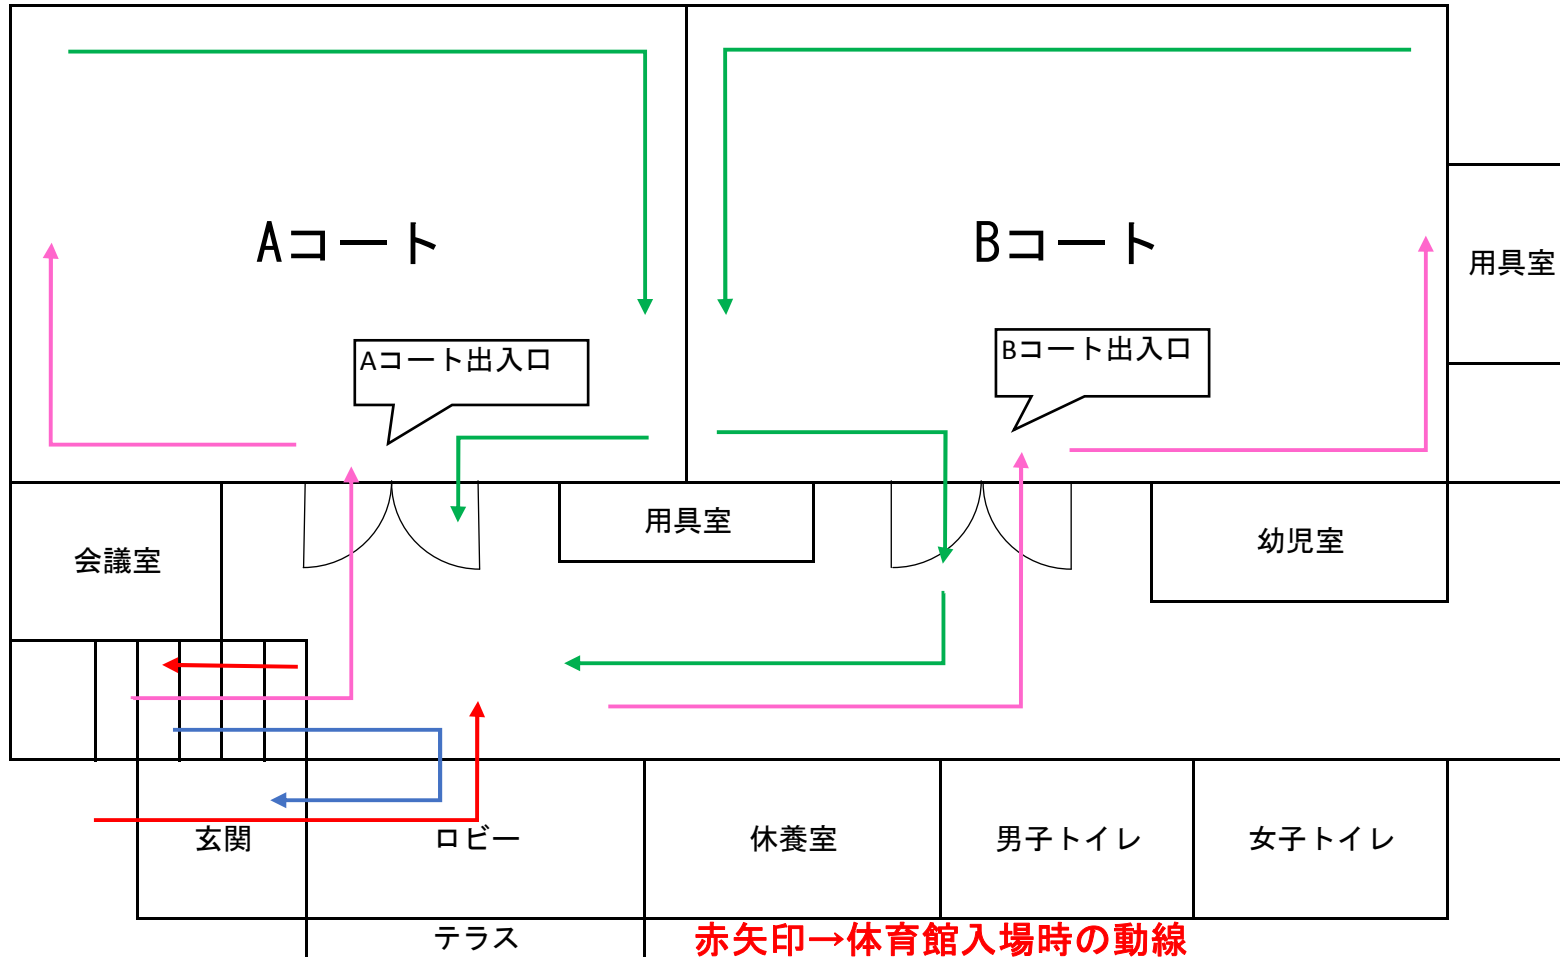 Aコート
Bコート
用具室
Aコート出入口
Bコート出入口
会議室
用具室
幼児室
玄関
ロビー
休養室
男子トイレ
女子トイレ
テラス
赤矢印→体育館入場時の動線